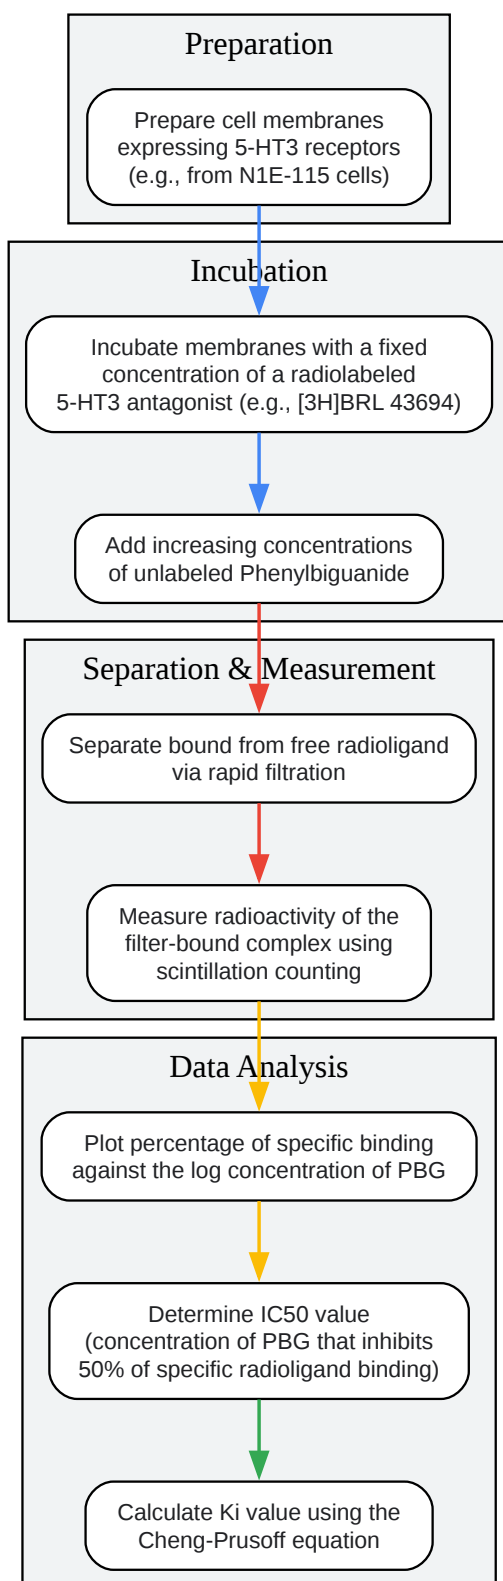 Preparation
Prepare cell membranes
expressing 5-HT3 receptors
(e.g., from N1E-115 cells)
Incubation
Incubate membranes with a fixed
concentration of a radiolabeled
5-HT3 antagonist (e.g., [3H]BRL 43694)
Add increasing concentrations
of unlabeled Phenylbiguanide
Separation & Measurement
Separate bound from free radioligand
via rapid filtration
Measure radioactivity of the
filter-bound complex using
scintillation counting
Data Analysis
Plot percentage of specific binding
against the log concentration of PBG
Determine IC50 value
(concentration of PBG that inhibits
50% of specific radioligand binding)
Calculate Ki value using the
Cheng-Prusoff equation